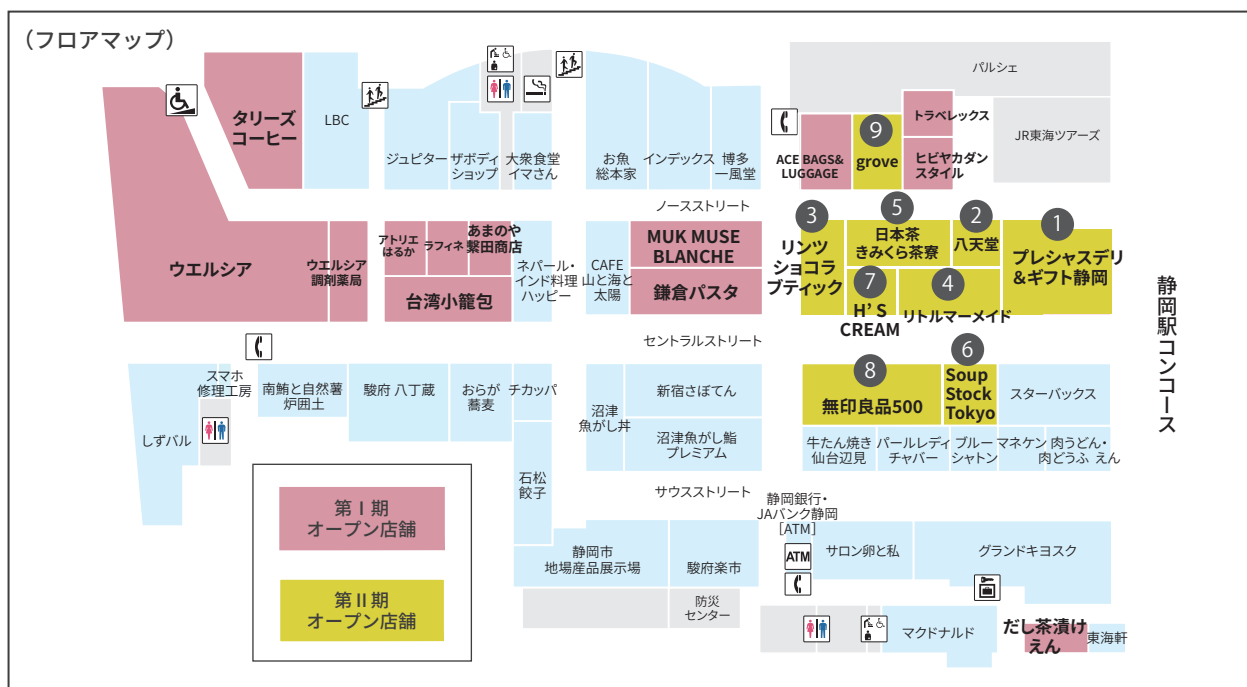 （フロアマップ）
パルシェ
タリーズ
コーヒー
LBC
ジュピター
ザボディ
ショップ
大衆食堂
イマさん
お魚
総本家
インデックス
博多
一風堂
ACE BAGS&
LUGGAGE
9
grove
トラベレックス
ヒビヤカダン
スタイル
JR東海ツアーズ
ノースストリート
ウエルシア
ウエルシア
調剤薬局
アトリエ
はるか
ラフィネ
あまのや
繋田商店
台湾小籠包
ネパール・
インド料理
ハッピー
CAFE
山と海と
太陽
MUK MUSE
BLANCHE
鎌倉パスタ
3
リンツ
ショコラ
ブティック
5
日本茶
きみくら茶寮
2
八天堂
1
プレシャスデリ
＆ギフト静岡
7
H’S
CREAM
4
リトルマーメイド
静岡駅コンコース
セントラルストリート
しずバル
スマホ
修理工房
南鮪と自然薯
炉囲土
駿府 八丁蔵
おらが
蕎麦
チカッパ
石松
餃子
沼津
魚がし丼
新宿さぼてん
沼津魚がし鮨
プレミアム
8
無印良品500
6
Soup
Stock
Tokyo
スターバックス
牛たん焼き
仙台辺見
パールレディ
チャバー
ブルー
シャトン
マネケン
肉うどん・
肉どうふ えん
サウスストリート
第Ⅰ期
オープン店舗
第Ⅱ期
オープン店舗
静岡市
地場産品展示場
駿府楽市
防災
センター
静岡銀行・
JAバンク静岡
［ATM］
ATM
サロン卵と私
グランドキヨスク
マクドナルド
だし茶漬け
えん
東海軒